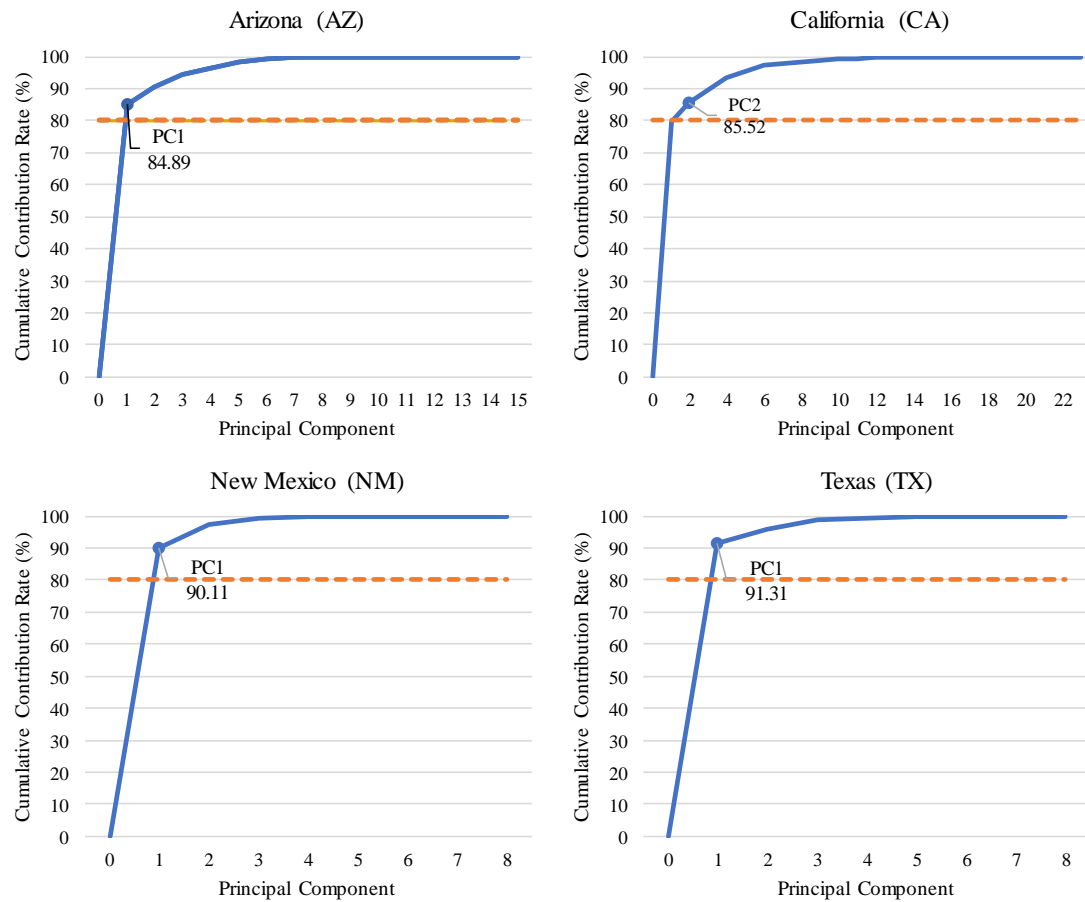 Arizona (AZ)
Cumulative Contribution Rate (%)
100
90
80
70
60
50
40
30
20
10
0
PC1
84.89
0 1 2 3 4 5 6 7 8 9 10 11 12 13 14 15
Principal Component
California (CA)
Cumulative Contribution Rate (%)
100
90
80
70
60
50
40
30
20
10
0
PC2
85.52
0 2 4 6 8 10 12 14 16 18 20 22
Principal Component
New Mexico (NM)
Cumulative Contribution Rate (%)
100
90
80
70
60
50
40
30
20
10
0
PC1
90.11
0 1 2 3 4 5 6 7 8
Principal Component
Texas (TX)
Cumulative Contribution Rate (%)
100
90
80
70
60
50
40
30
20
10
0
PC1
91.31
0 1 2 3 4 5 6 7 8
Principal Component